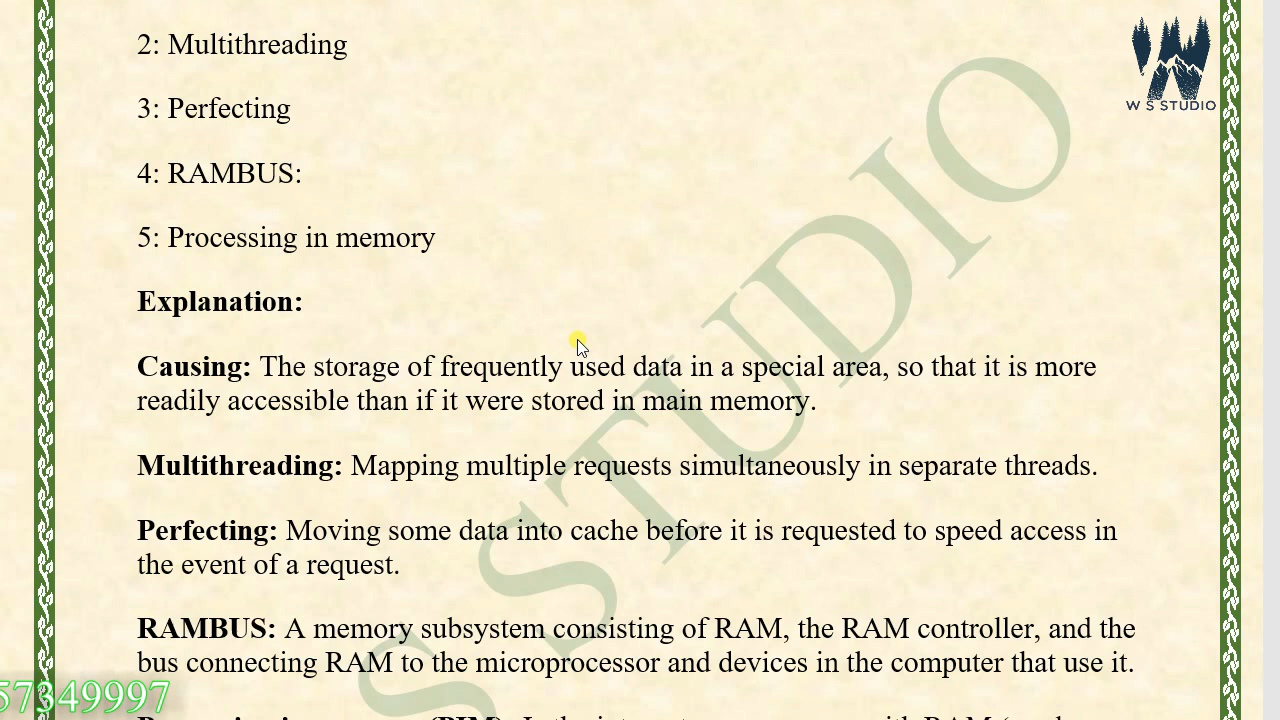 2: Multithreading
W S STUDIO
3: Perfecting
4: RAMBUS:
5: Processing in memory
Explanation:
Causing: The storage of frequently used data in a special area, so that it is more
readily accessible than if it were stored in main memory.
Multithreading: Mapping multiple requests simultaneously in separate threads.
Perfecting: Moving some data into cache before it is requested to speed access in
the event of a request.
RAMBUS: A memory subsystem consisting of RAM, the RAM controller, and the
bus connecting RAM to the microprocessor and devices in the computer that use it.
57349997
S STUDIO